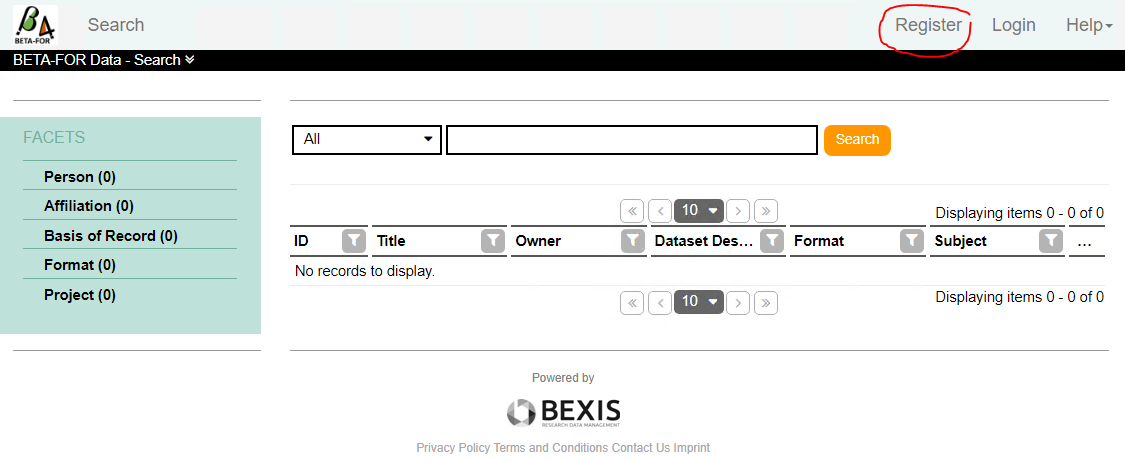 BETA-FOR
Search
Register
Login
Help
BETA-FOR Data - Search
FACETS
Person (0)
Affiliation (0)
Basis of Record (0)
Format (0)
Project (0)
All
Search
10
Displaying items 0 - 0 of 0
ID
Title
Owner
Dataset Des...
Format
Subject
...
No records to display.
10
Displaying items 0 - 0 of 0
Powered by
BEXIS
RESEARCH DATA MANAGEMENT
Privacy Policy Terms and Conditions Contact Us Imprint